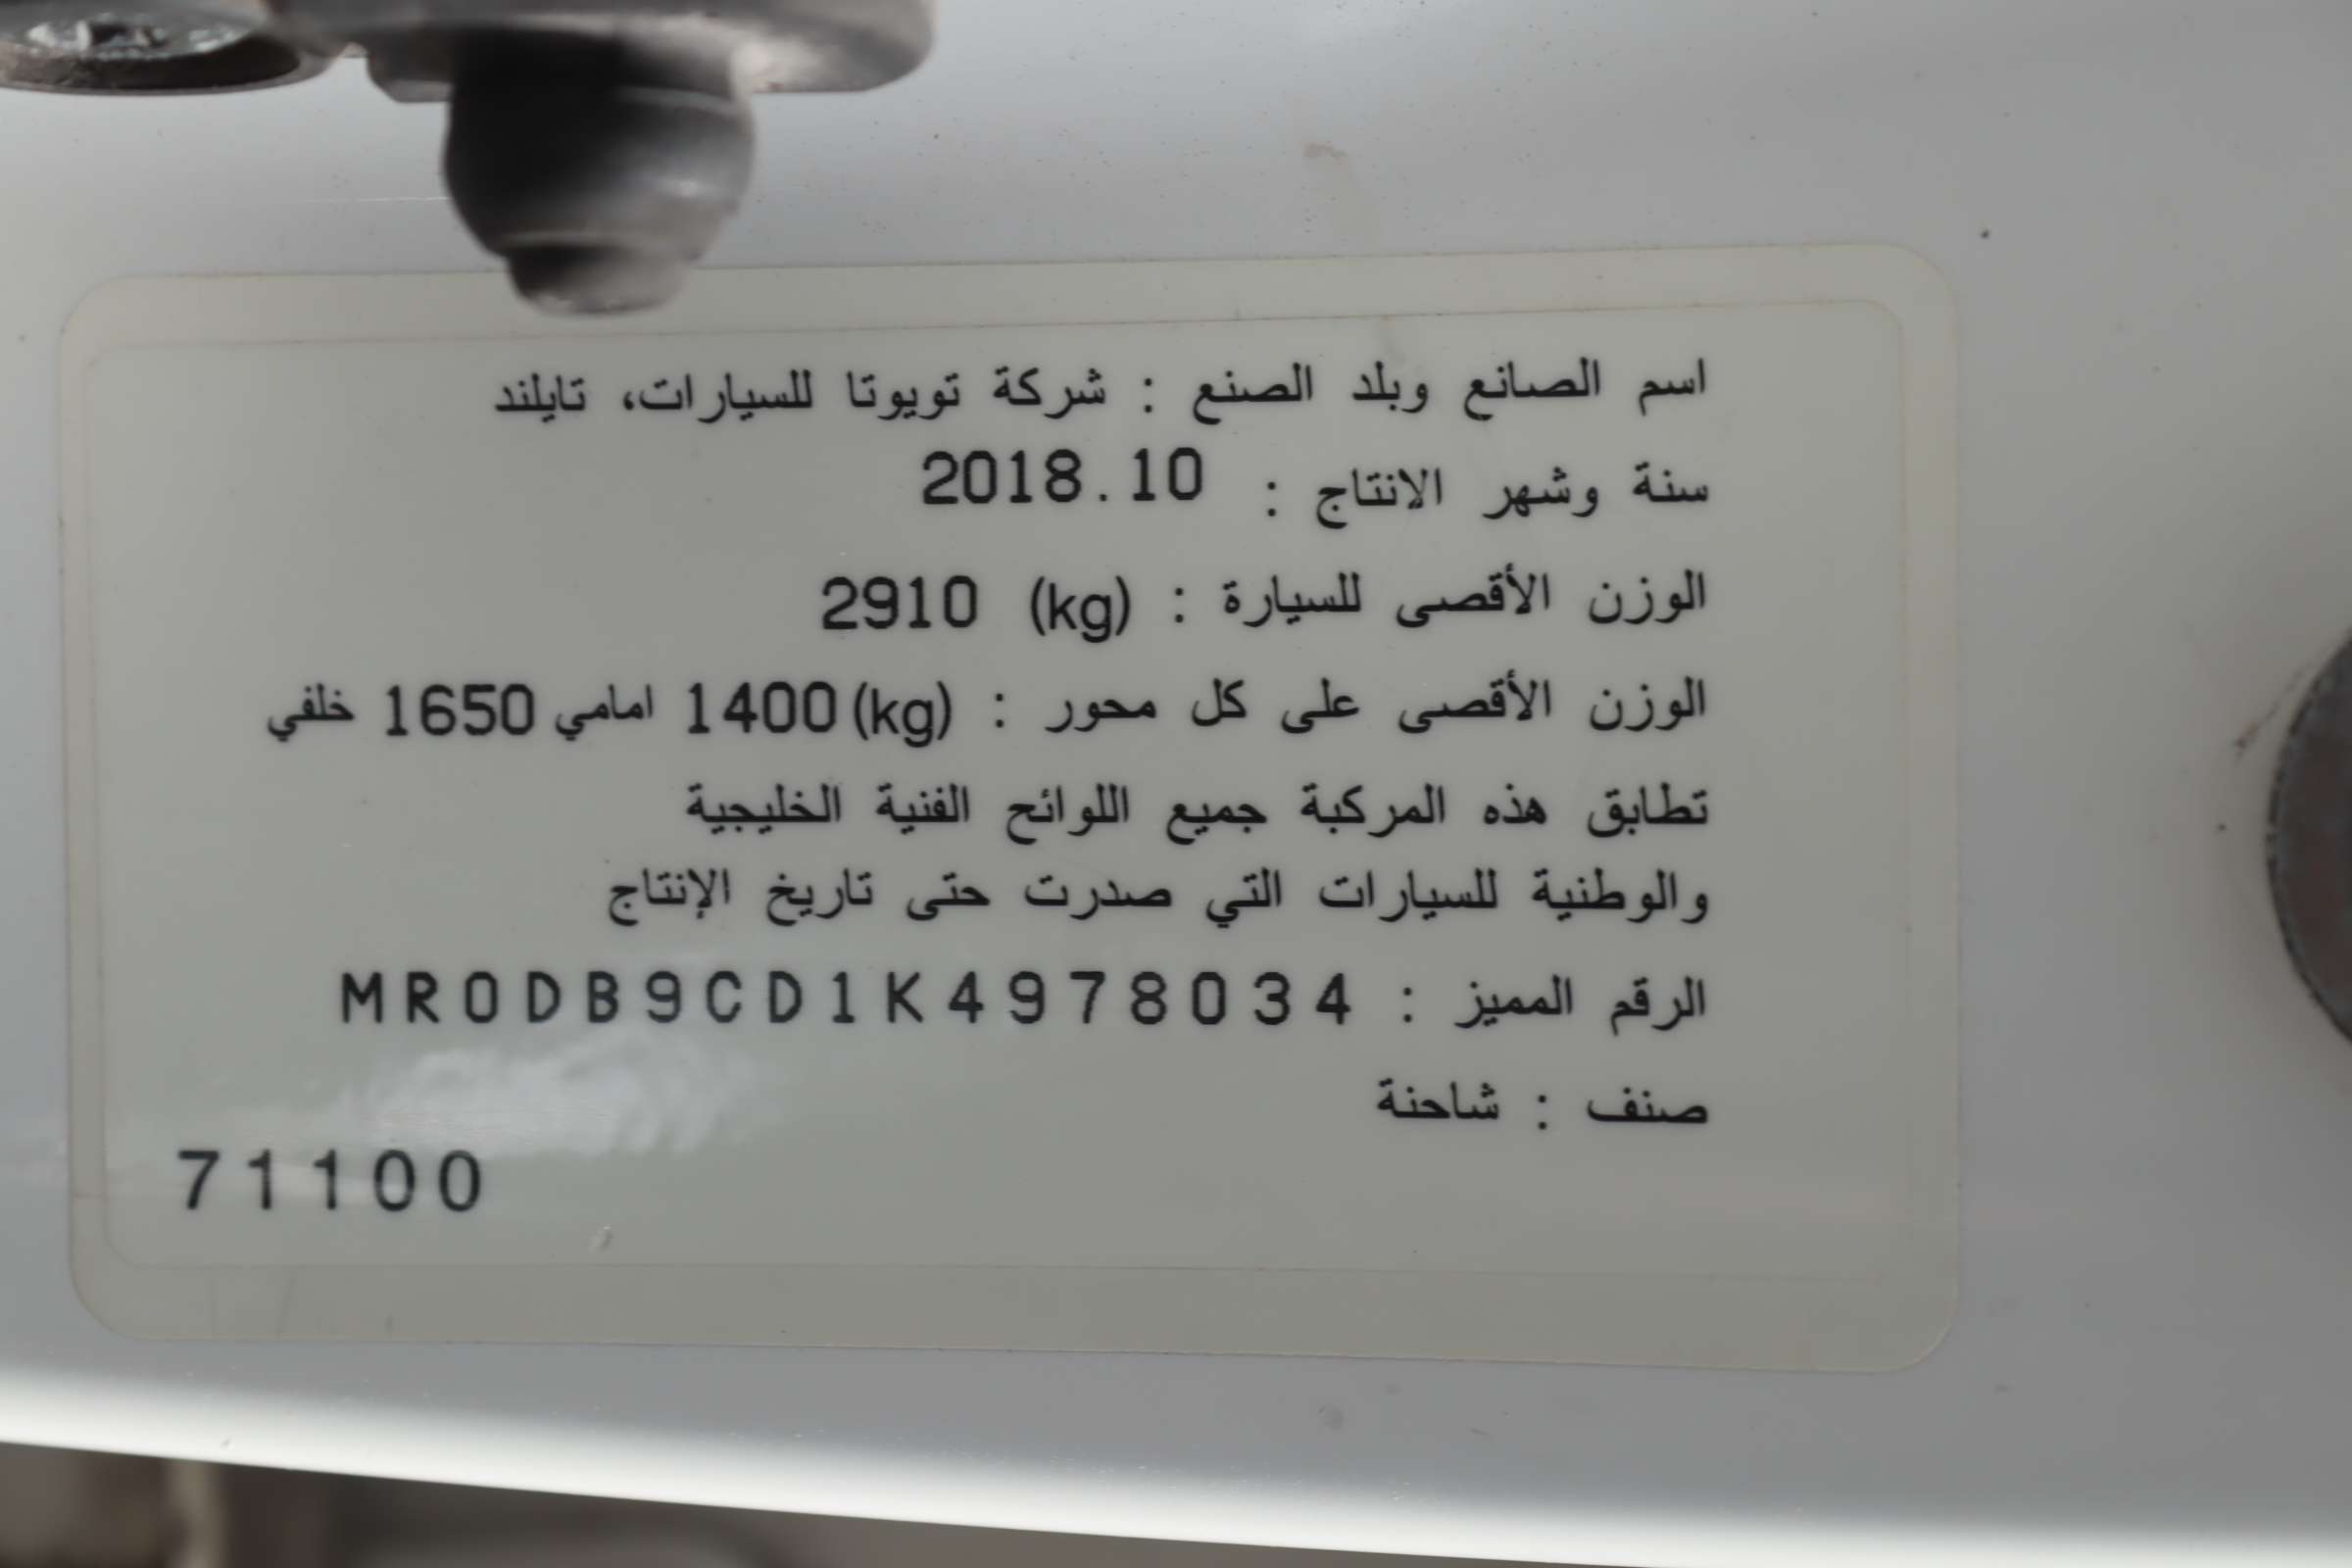 اسم الصانع وبلد الصنع : شركة تويوتا للسيارات، تايلند
سنة وشهر الانتاج : 2018.10
الوزن الأقصى للسيارة : (kg) 2910
الوزن الأقصى على كل محور : (kg) 1400 امامي 1650 خلفي
تطابق هذه المركبة جميع اللوائح الفنية الخليجية
والوطنية للسيارات التي صدرت حتى تاريخ الإنتاج
الرقم المميز : MR0DB9CD1K4978034
صنف : شاحنة
71100